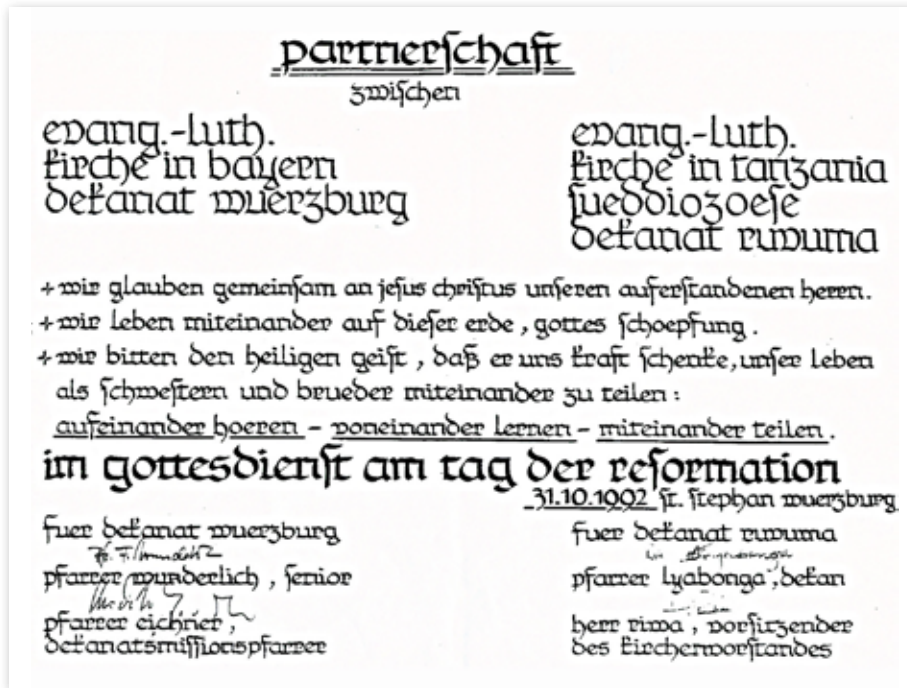 partnerschaft
zwischen
evang.-luth.
kirche in bayern
dekanat wuerzburg
evang.-luth.
kirche in tanzania
sueddiozoese
dekanat ruvuma
+ wir glauben gemeinsam an jesus christus unseren auferstandenen herrn.
+ wir leben miteinander auf dieser erde, gottes schoepfung.
+ wir bitten den heiligen geist, daß er uns kraft schenke, unser leben
als schwestern und brueder miteinander zu teilen:
aufeinander hoeren – voneinander lernen – miteinander teilen.
im gottesdienst am tag der reformation
31.10.1992 st. stephan wuerzburg
fuer dekanat wuerzburg
pfarrer wunderlich, senior
pfarrer eichner,
dekanatsmissionspfarrer
fuer dekanat ruvuma
pfarrer lyabonga, dekan
herr riwa, vorsitzender
des kirchenvorstandes